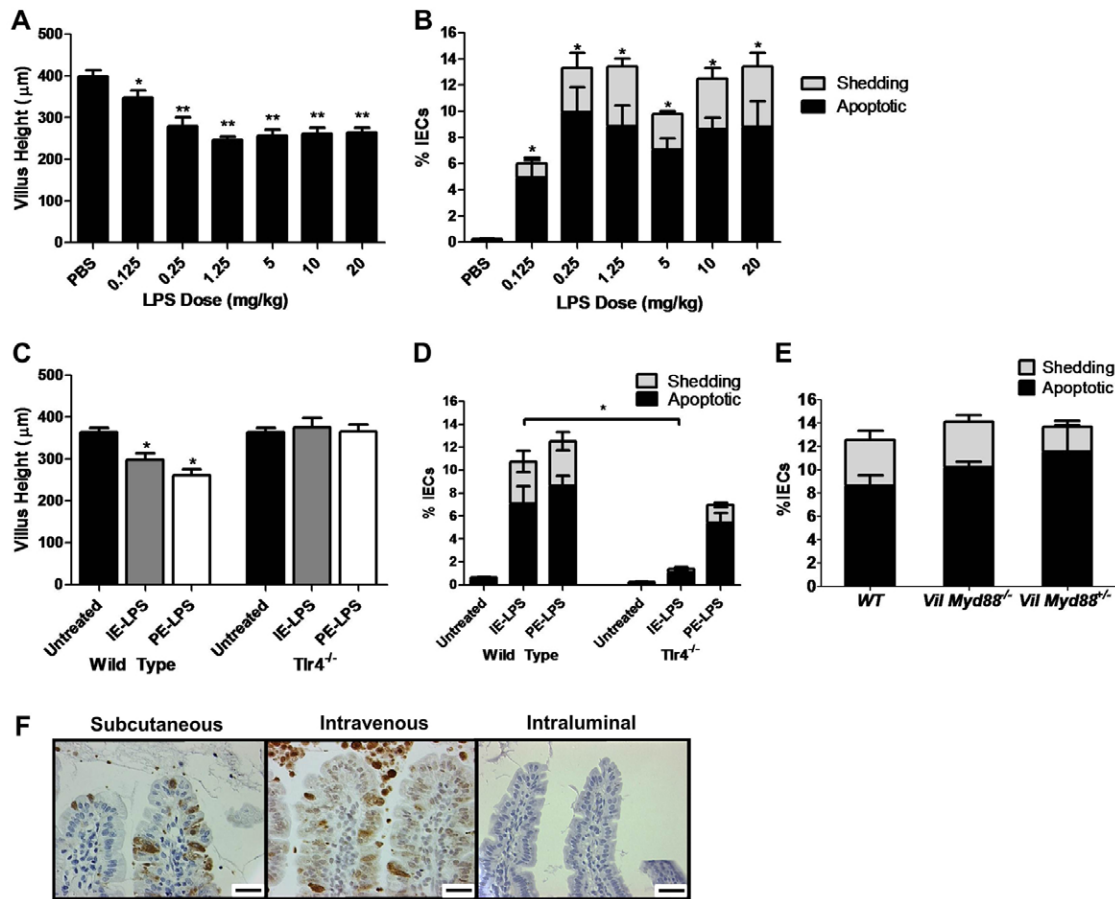 A
Villus Height (μm)
500
400
300
200
100
0
*
**
**
**
**
**
PBS
0.125
0.25
1.25
5
10
20
LPS Dose (mg/kg)
B
% IECs
16
14
12
10
8
6
4
2
0
*
*
*
*
*
*
Shedding
Apoptotic
PBS
0.125
0.25
1.25
5
10
20
LPS Dose (mg/kg)
C
Villus Height (μm)
500
400
300
200
100
0
*
*
Untreated
IE-LPS
PE-LPS
Untreated
IE-LPS
PE-LPS
Wild Type
Tlr4-/-
D
Shedding
Apoptotic
% IECs
16
14
12
10
8
6
4
2
0
*
Untreated
IE-LPS
PE-LPS
Untreated
IE-LPS
PE-LPS
Wild Type
Tlr4-/-
E
Shedding
Apoptotic
%IECs
16
14
12
10
8
6
4
2
0
WT
Vil Myd88-/-
Vil Myd88+/-
F
Subcutaneous
Intravenous
Intraluminal